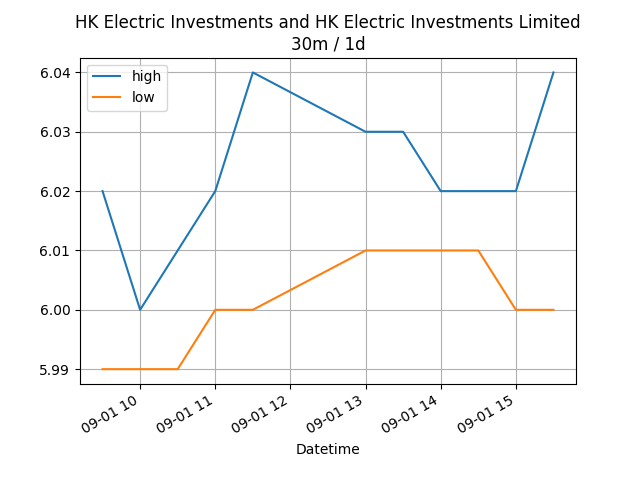 HK Electric Investments and HK Electric Investments Limited
30m / 1d
high
low
6.04
6.03
6.02
6.01
6.00
5.99
09-01 10
09-01 11
09-01 12
09-01 13
09-01 14
09-01 15
Datetime